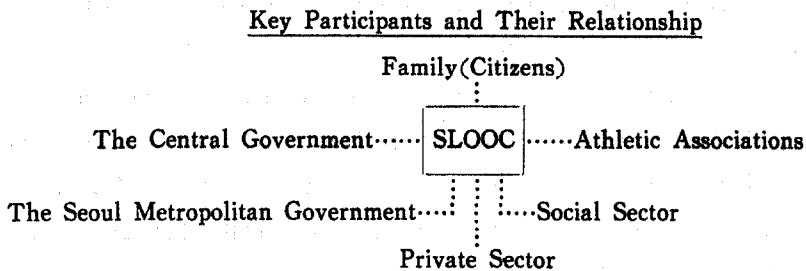 Key Participants and Their Relationship
Family(Citizens)
The Central Government SLOOC Athletic Associations
The Seoul Metropolitan Government Social Sector
Private Sector